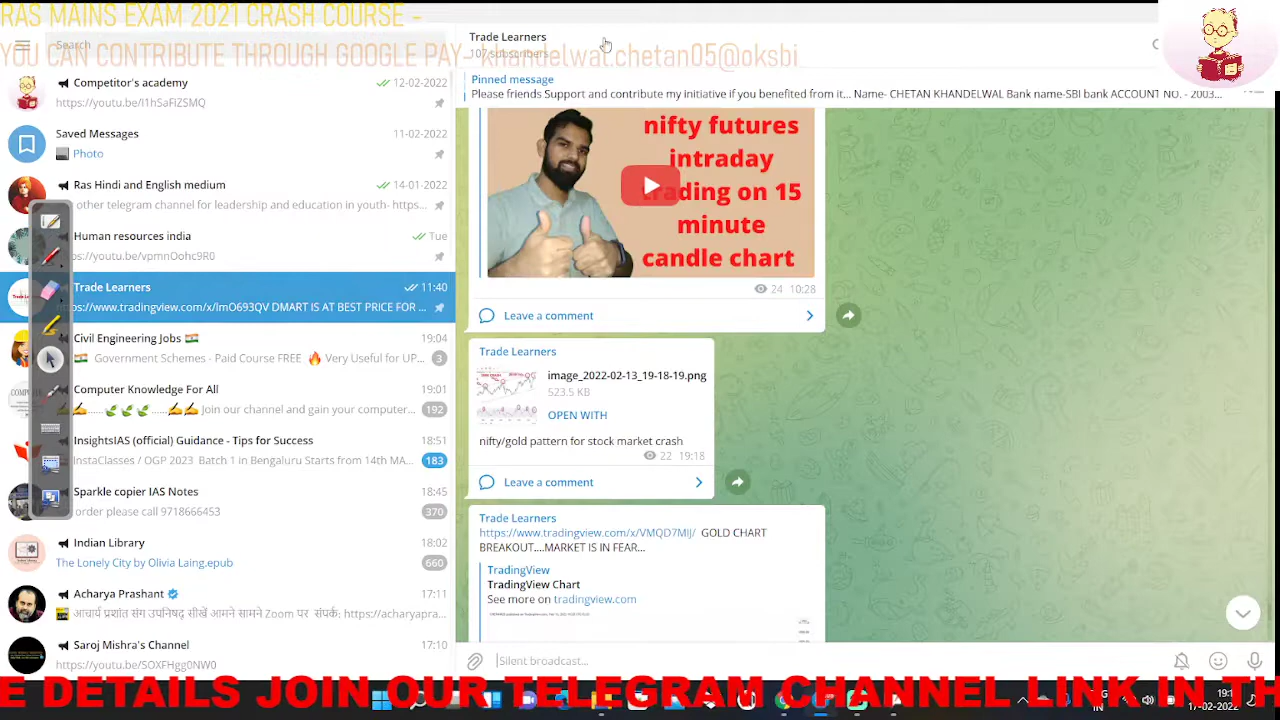 RAS MAINS EXAM 2021 CRASH COURSE -
YOU CAN CONTRIBUTE THROUGH GOOGLE PAY- khandelwat.chetan05@oksbi
Search
Competitor's academy
12-02-2022
https://youtu.be/l1hSaFIZSMQ
Saved Messages
11-02-2022
Photo
Ras Hindi and English medium
14-01-2022
other telegram channel for leadership and education in youth- https...
Human resources india
Tue
ps://youtu.be/vpmnOohc9R0
Trade Learners
11:40
https://www.tradingview.com/x/lmO693QV DMART IS AT BEST PRICE FOR ...
Civil Engineering Jobs
19:04
Government Schemes - Paid Course FREE 🔥 Very Useful for UP...
3
Computer Knowledge For All
19:01
✍✍......🍃🍃🍃......✍✍ Join our channel and gain your computer...
192
InsightsIAS (official) Guidance - Tips for Success
18:51
InstaClasses / OGP 2023 Batch 1 in Bengaluru Starts from 14th MA...
183
Sparkle copier IAS Notes
18:45
order please call 9718666453
370
Indian Library
18:02
The Lonely City by Olivia Laing.epub
660
Acharya Prashant
17:11
आचार्य प्रशांत संग उपनिषद् सीखें आमने सामने Zoom पर संपर्क: https://acharyapra...
Saroj Mishra's Channel
17:10
https://youtu.be/SOXFHgg0NW0
Trade Learners
107 subscribers
Pinned message
Please friends Support and contribute my initiative if you benefited from it... Name- CHETAN KHANDELWAL Bank name-SBI bank ACCOUNT NO. - 2003...
nifty futures
intraday
trading on 15
minute
candle chart
24 10:28
Leave a comment
Trade Learners
image_2022-02-13_19-18-19.png
523.5 KB
OPEN WITH
nifty/gold pattern for stock market crash
22 19:18
Leave a comment
Trade Learners
https://www.tradingview.com/x/VMQD7MIJ/ GOLD CHART
BREAKOUT....MARKET IS IN FEAR...
TradingView
TradingView Chart
See more on tradingview.com
Silent broadcast...
E DETAILS JOIN OUR TELEGRAM CHANNEL LINK IN TH
17-02-2022